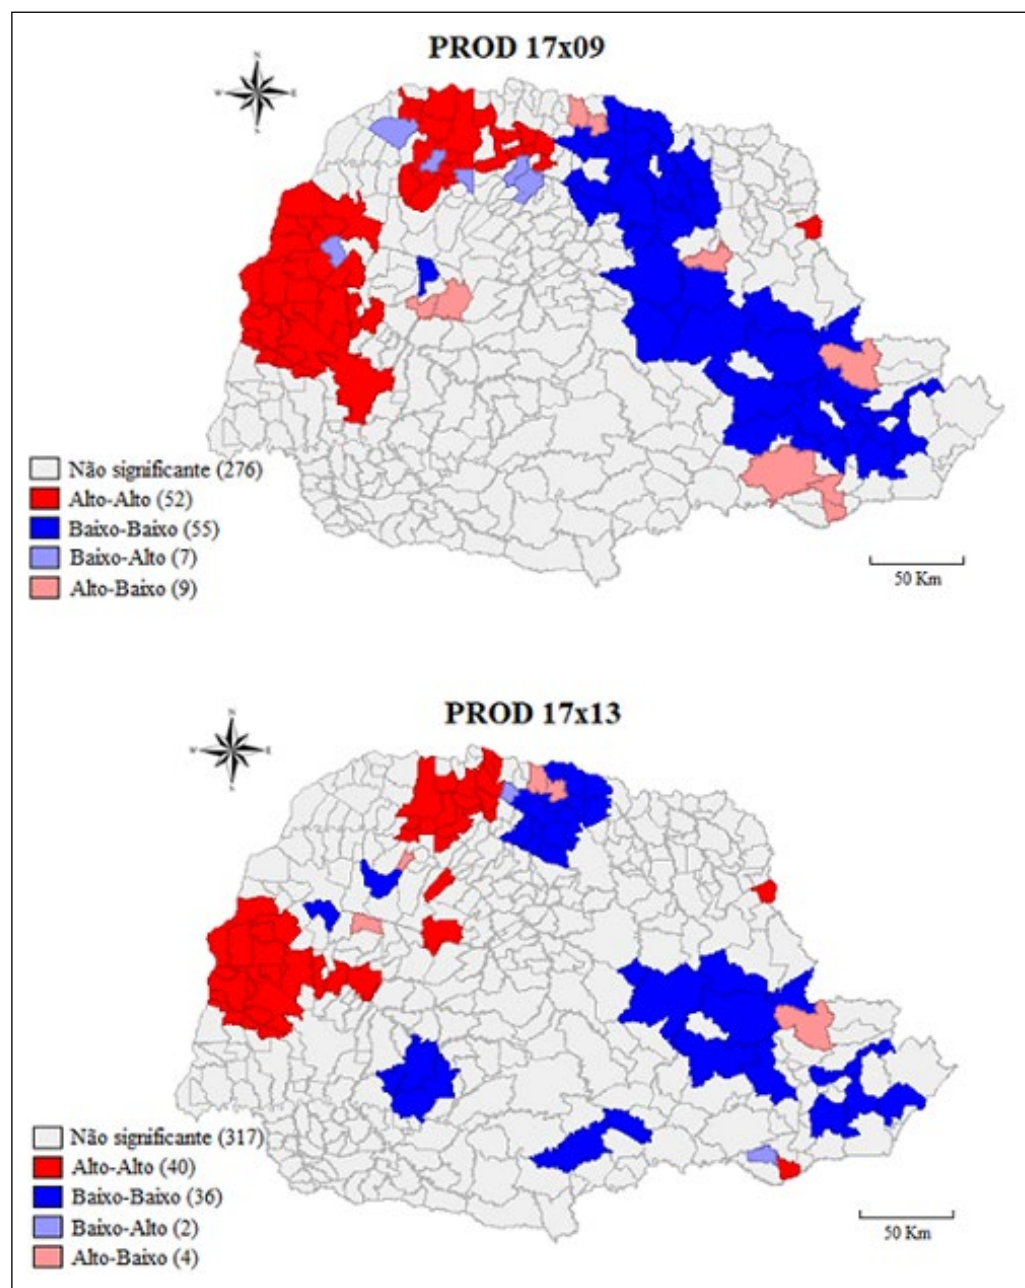 PROD 17x09
N
W E
S
Não significante (276)
Alto-Alto (52)
Baixo-Baixo (55)
Baixo-Alto (7)
Alto-Baixo (9)
50 Km
PROD 17x13
N
W E
S
Não significante (317)
Alto-Alto (40)
Baixo-Baixo (36)
Baixo-Alto (2)
Alto-Baixo (4)
50 Km